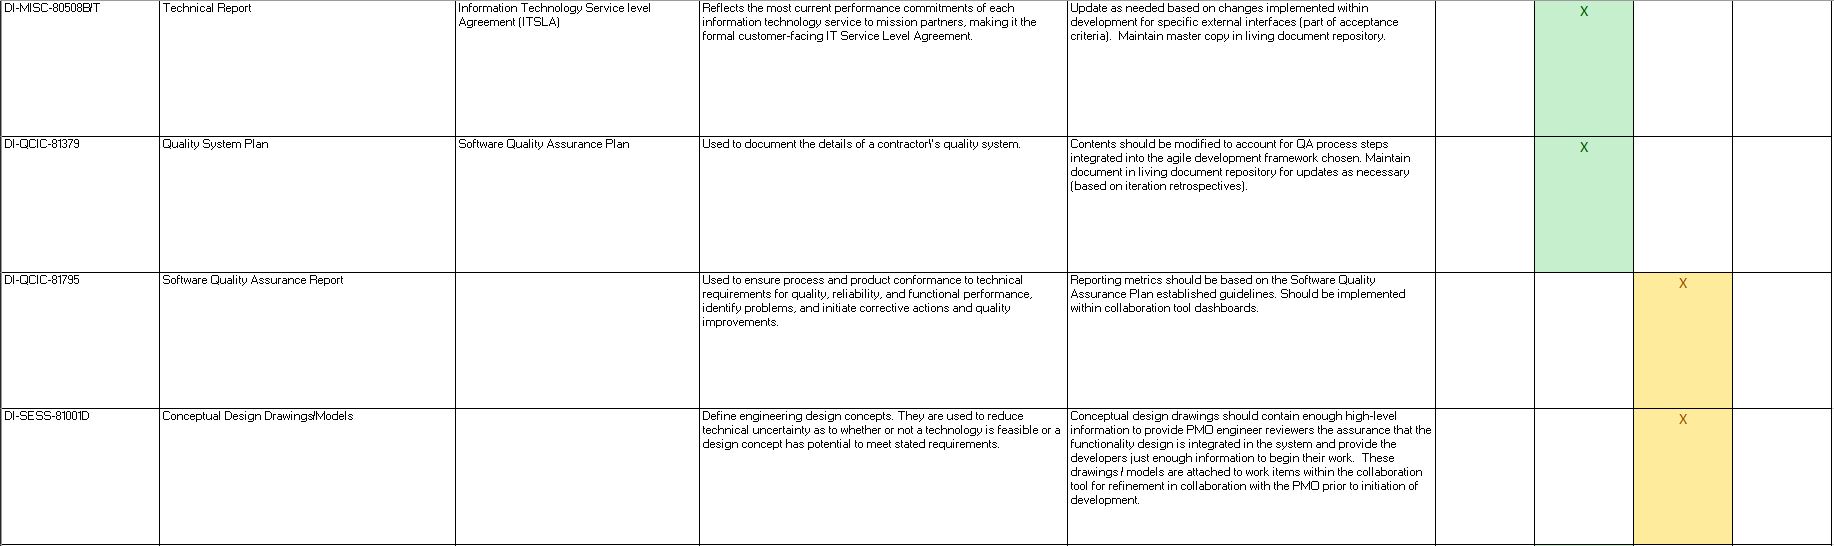 DI-MISC-80508B/T
Technical Report
Information Technology Service level
Agreement (ITSLA)
Reflects the most current performance commitments of each
information technology service to mission partners, making it the
formal customer-facing IT Service Level Agreement.
Update as needed based on changes implemented within
development for specific external interfaces (part of acceptance
criteria).  Maintain master copy in living document repository.
X
DI-QCIC-81379
Quality System Plan
Software Quality Assurance Plan
Used to document the details of a contractor\'s quality system.
Contents should be modified to account for QA process steps
integrated into the agile development framework chosen. Maintain
document in living document repository for updates as necessary
(based on iteration retrospectives).
X
DI-QCIC-81795
Software Quality Assurance Report
Used to ensure process and product conformance to technical
requirements for quality, reliability, and functional performance,
identify problems, and initiate corrective actions and quality
improvements.
Reporting metrics should be based on the Software Quality
Assurance Plan established guidelines. Should be implemented
within collaboration tool dashboards.
X
DI-SESS-81001D
Conceptual Design Drawings/Models
Define engineering design concepts. They are used to reduce
technical uncertainty as to whether or not a technology is feasible or a
design concept has potential to meet stated requirements.
Conceptual design drawings should contain enough high-level
information to provide PMO engineer reviewers the assurance that the
functionality design is integrated in the system and provide the
developers just enough information to begin their work.  These
drawings / models are attached to work items within the collaboration
tool for refinement in collaboration with the PMO prior to initiation of
development.
X